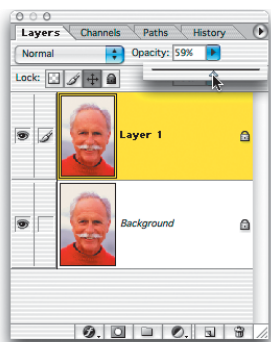 Layers Channels Paths History
Normal Opacity: 59%
Lock:
Layer 1
Background